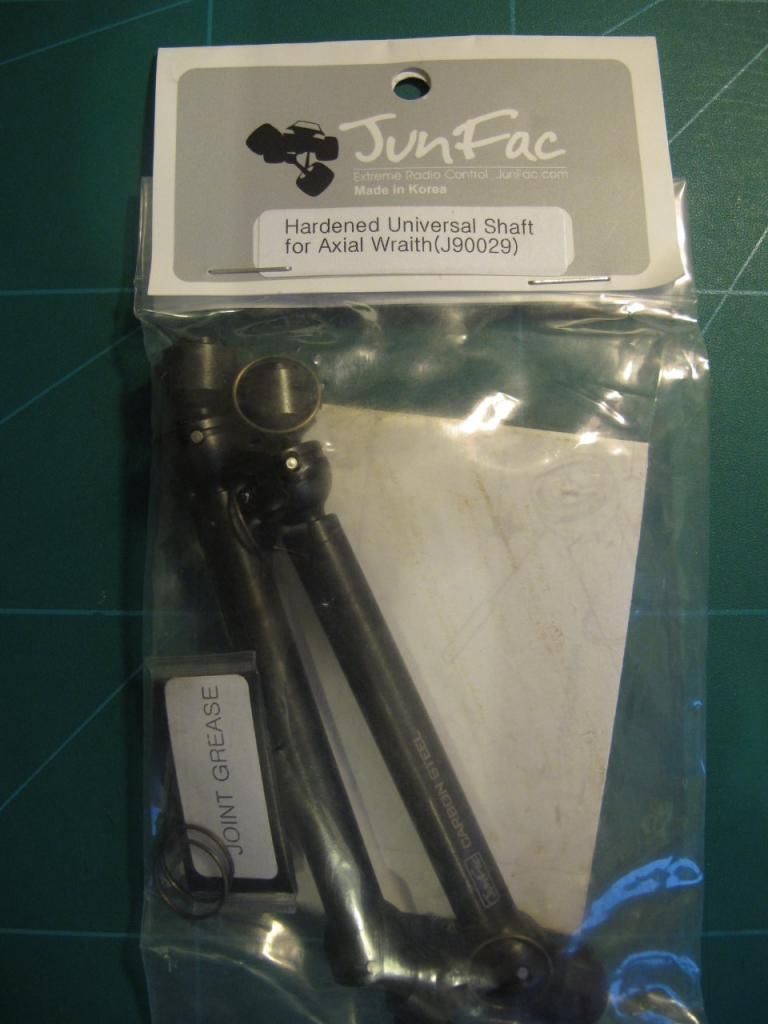 JunFac
Extreme Radio Control. JunFac.com
Made in Korea
Hardened Universal Shaft
for Axial Wraith(J90029)
JOINT GREASE
JunFac CARBON STEEL